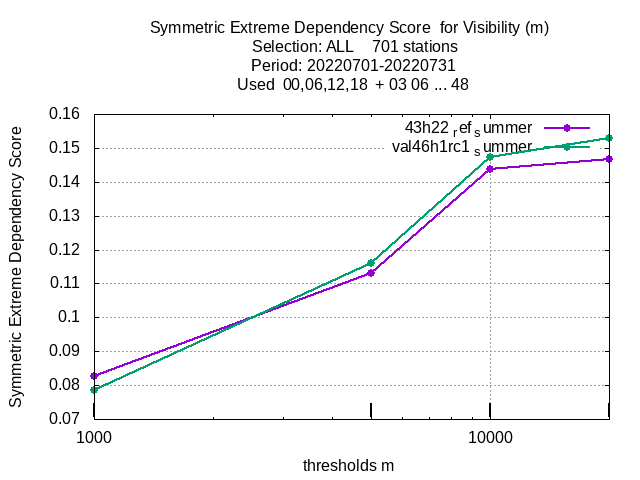 Symmetric Extreme Dependency Score  for Visibility (m)
Selection: ALL    701 stations
Period: 20220701-20220731
Used  00,06,12,18  + 03 06 ... 48
Symmetric Extreme Dependency Score
0.16
0.15
0.14
0.13
0.12
0.11
0.1
0.09
0.08
0.07
43h22 ref summer
val46h1rc1 summer
1000
10000
thresholds m